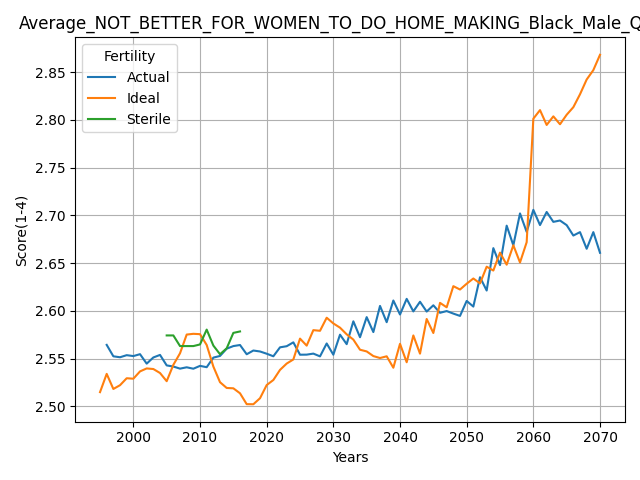 Average_NOT_BETTER_FOR_WOMEN_TO_DO_HOME_MAKING_Black_Male_Q
Fertility
Actual
Ideal
Sterile
Score(1-4)
2.85
2.80
2.75
2.70
2.65
2.60
2.55
2.50
2000 2010 2020 2030 2040 2050 2060 2070
Years